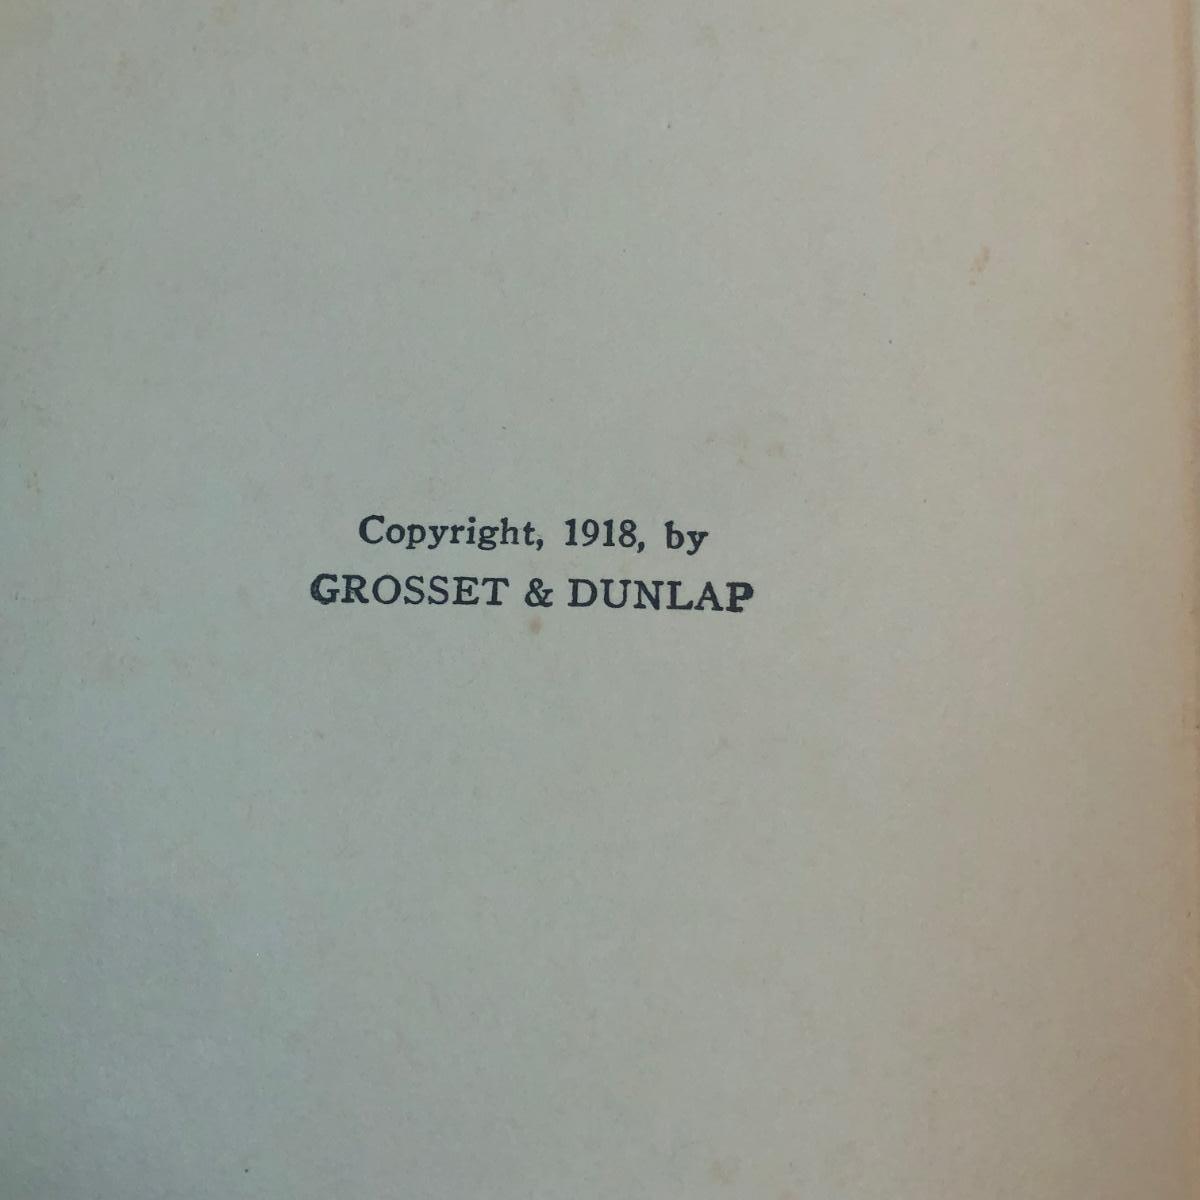 Copyright, 1918, by
GROSSET & DUNLAP